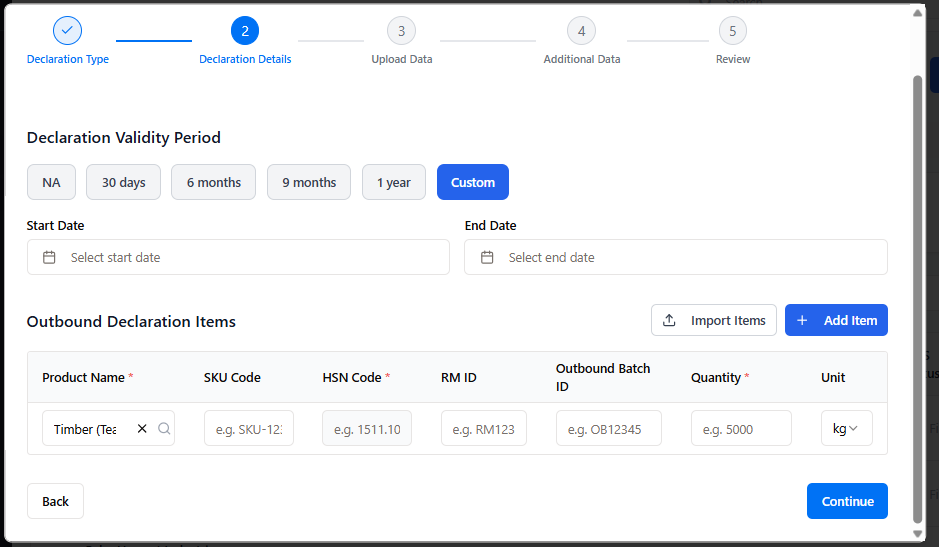 2 3 4 5
Declaration Type Declaration Details Upload Data Additional Data Review
Declaration Validity Period
NA 30 days 6 months 9 months 1 year Custom
Start Date End Date
Select start date Select end date
Outbound Declaration Items Import Items + Add Item
Product Name * SKU Code HSN Code * RM ID Outbound Batch ID Quantity * Unit
Timber (Tea e.g. SKU-12 e.g. 1511.10 e.g. RM123 e.g. OB12345 e.g. 5000 kg
Back Continue